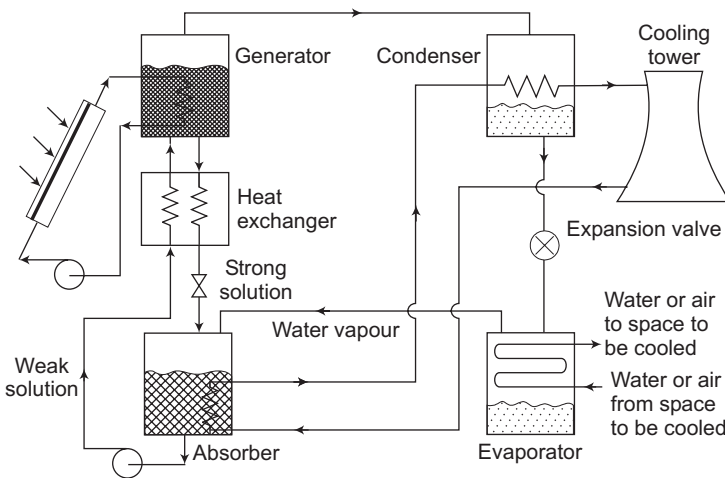 Generator
Condenser
Cooling
tower
Heat
exchanger
Expansion valve
Strong
solution
Water vapour
Water or air
to space to
be cooled
Weak
solution
Water or air
from space
to be cooled
Absorber
Evaporator